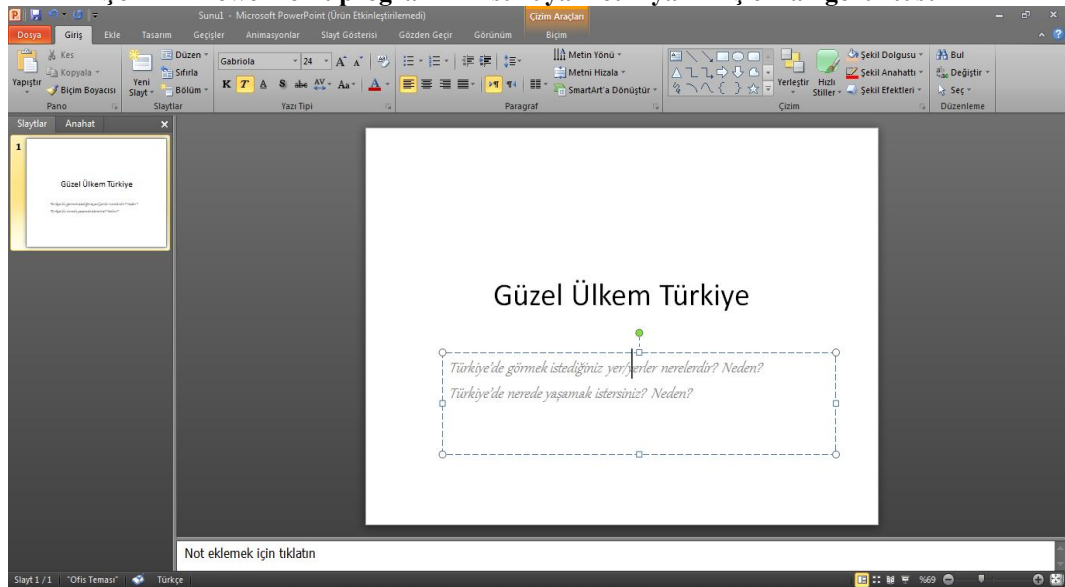 Sunu1 - Microsoft PowerPoint (Ürün Etkinleştirilemedi)
Çizim Araçları
Dosya Giriş Ekle Tasarım Geçişler Animasyonlar Slayt Gösterisi Gözden Geçir Görünüm Biçim
Yapıştır
Kes
Kopyala
Biçim Boyacısı
Pano
Yeni Slayt
Düzen
Sıfırla
Bölüm
Slaytlar
Gabriola 24
K T A S abc AV Aa A
Yazı Tipi
Metin Yönü
Metni Hizala
SmartArt'a Dönüştür
Paragraf
Yerleştir
Hızlı Stiller
Şekil Dolgusu
Şekil Anahattı
Şekil Efektleri
Çizim
Bul
Değiştir
Seç
Düzenleme
Slaytlar Anahat
1
Güzel Ülkem Türkiye
Güzel Ülkem Türkiye
Türkiye'de görmek istediğiniz yer/yerler nerelerdir? Neden?
Türkiye'de nerede yaşamak istersiniz? Neden?
Not eklemek için tıklatın
Slayt 1 / 1 "Ofis Teması" Türkçe %69